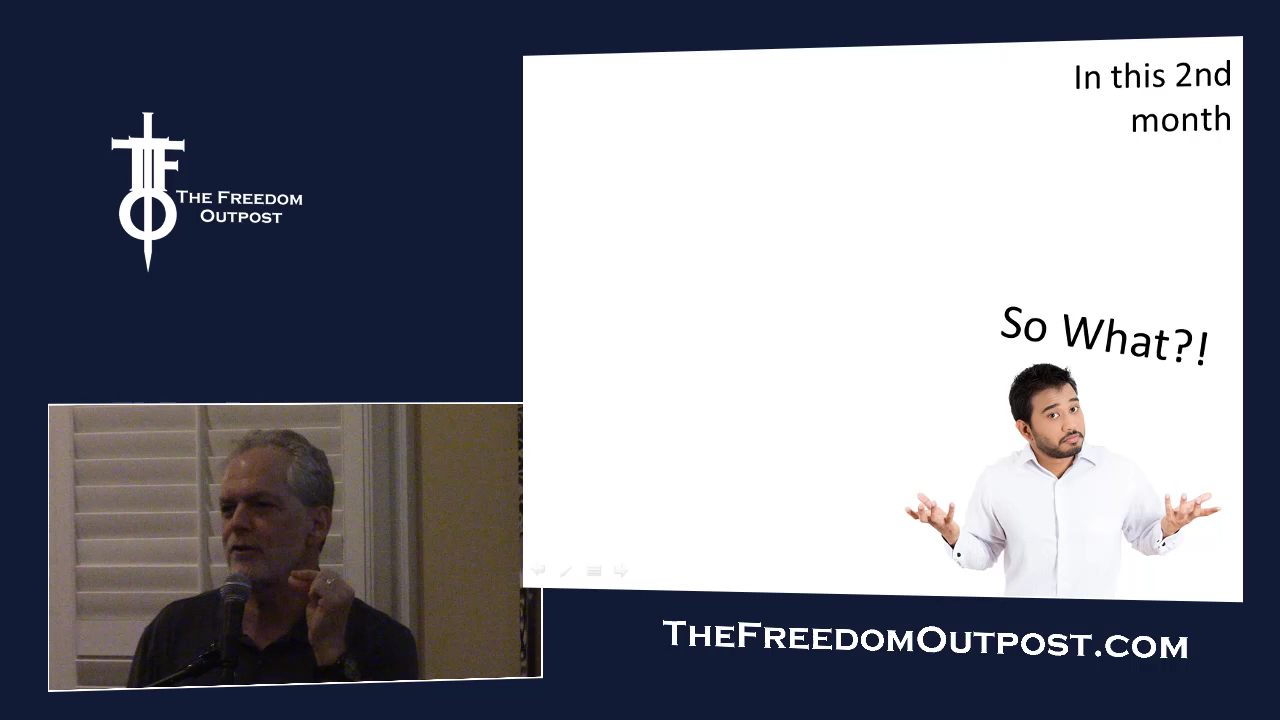 In this 2nd
month
The Freedom
Outpost
So What?!
TheFreedomOutpost.com